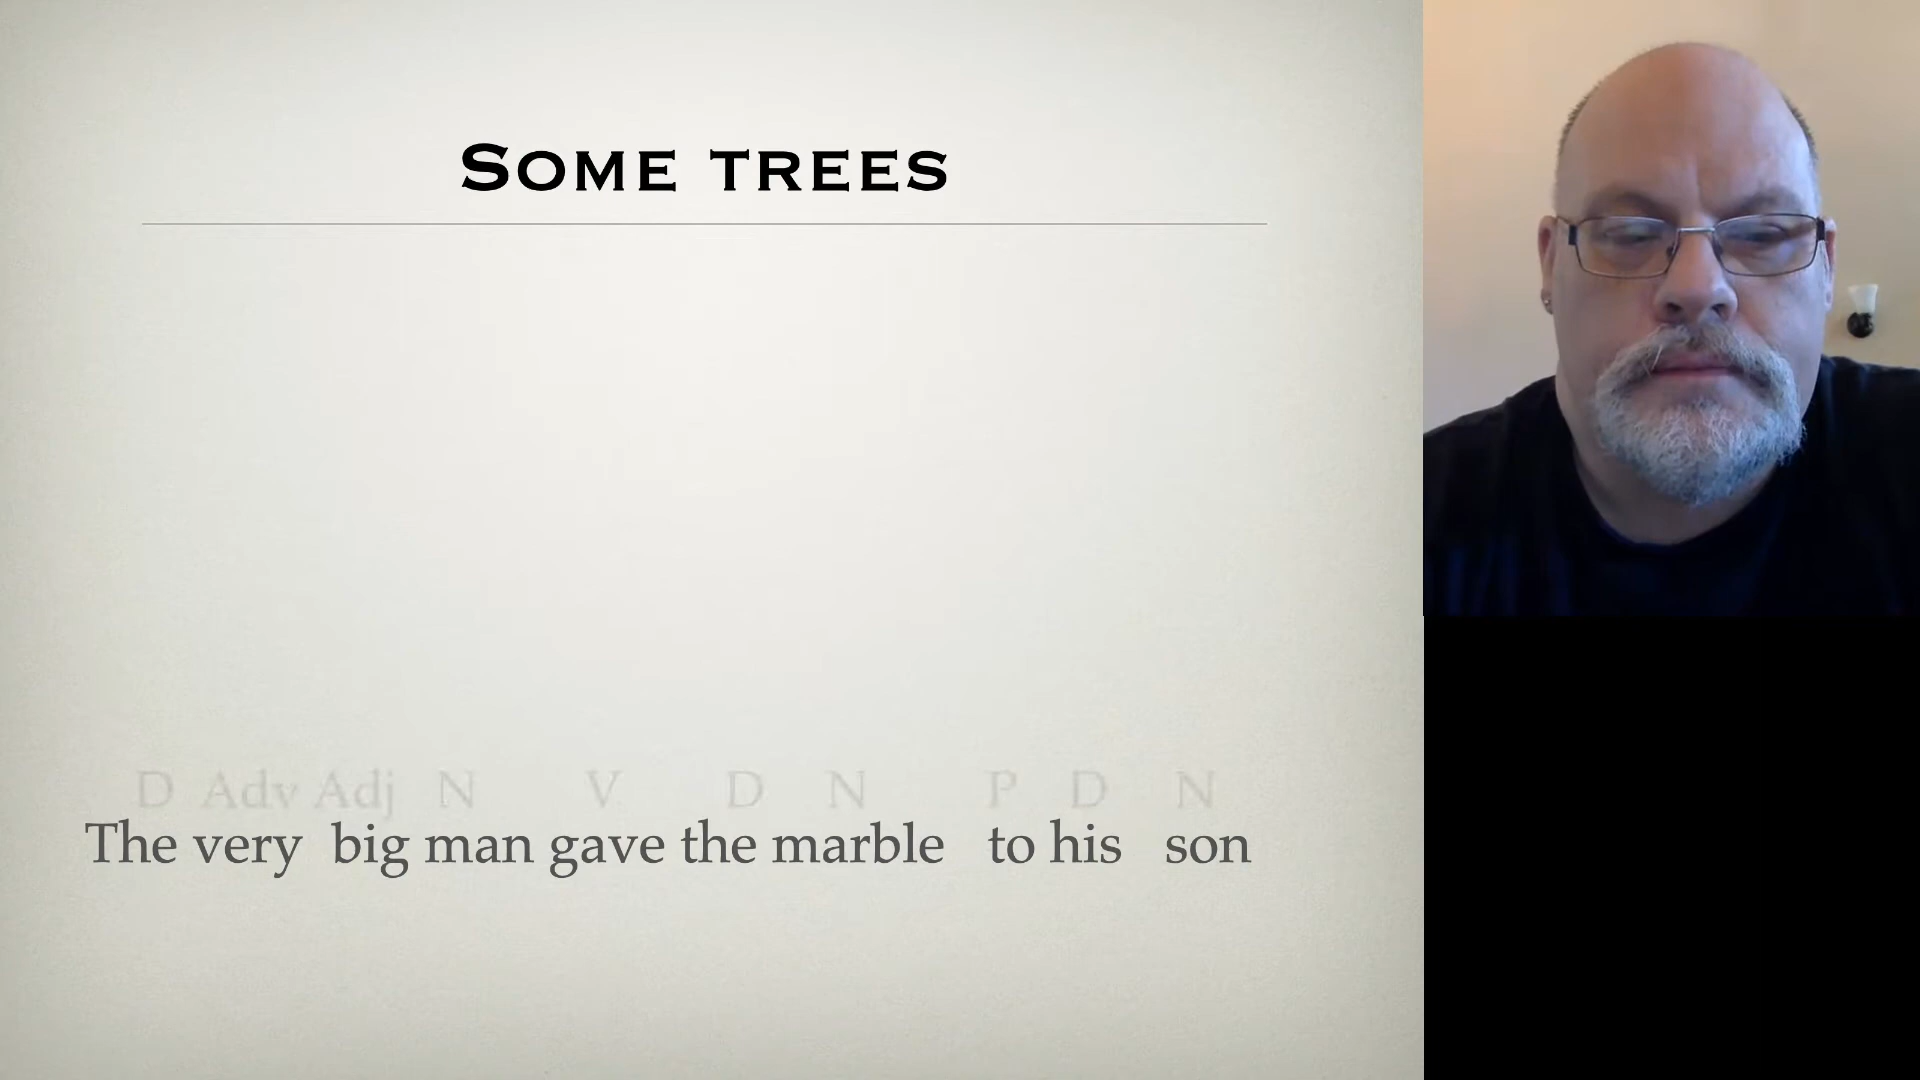 Some trees
D Adv Adj N V D N P D N
The very big man gave the marble to his son